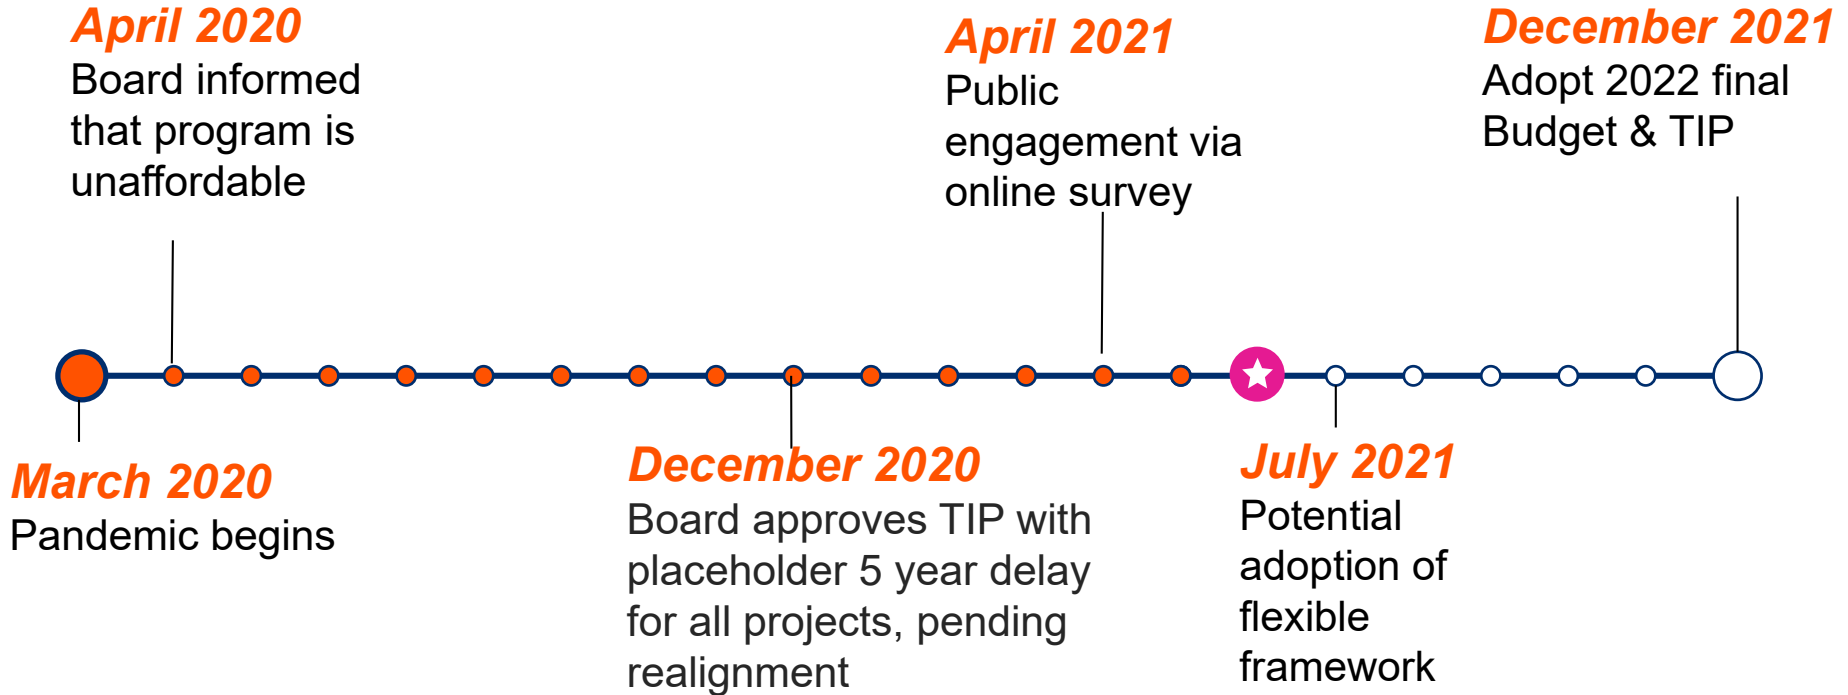 April 2020
Board informed
that program is
unaffordable
April 2021
Public
engagement via
online survey
December 2021
Adopt 2022 final
Budget & TIP
March 2020
Pandemic begins
December 2020
Board approves TIP with
placeholder 5 year delay
for all projects, pending
realignment
July 2021
Potential
adoption of
flexible
framework